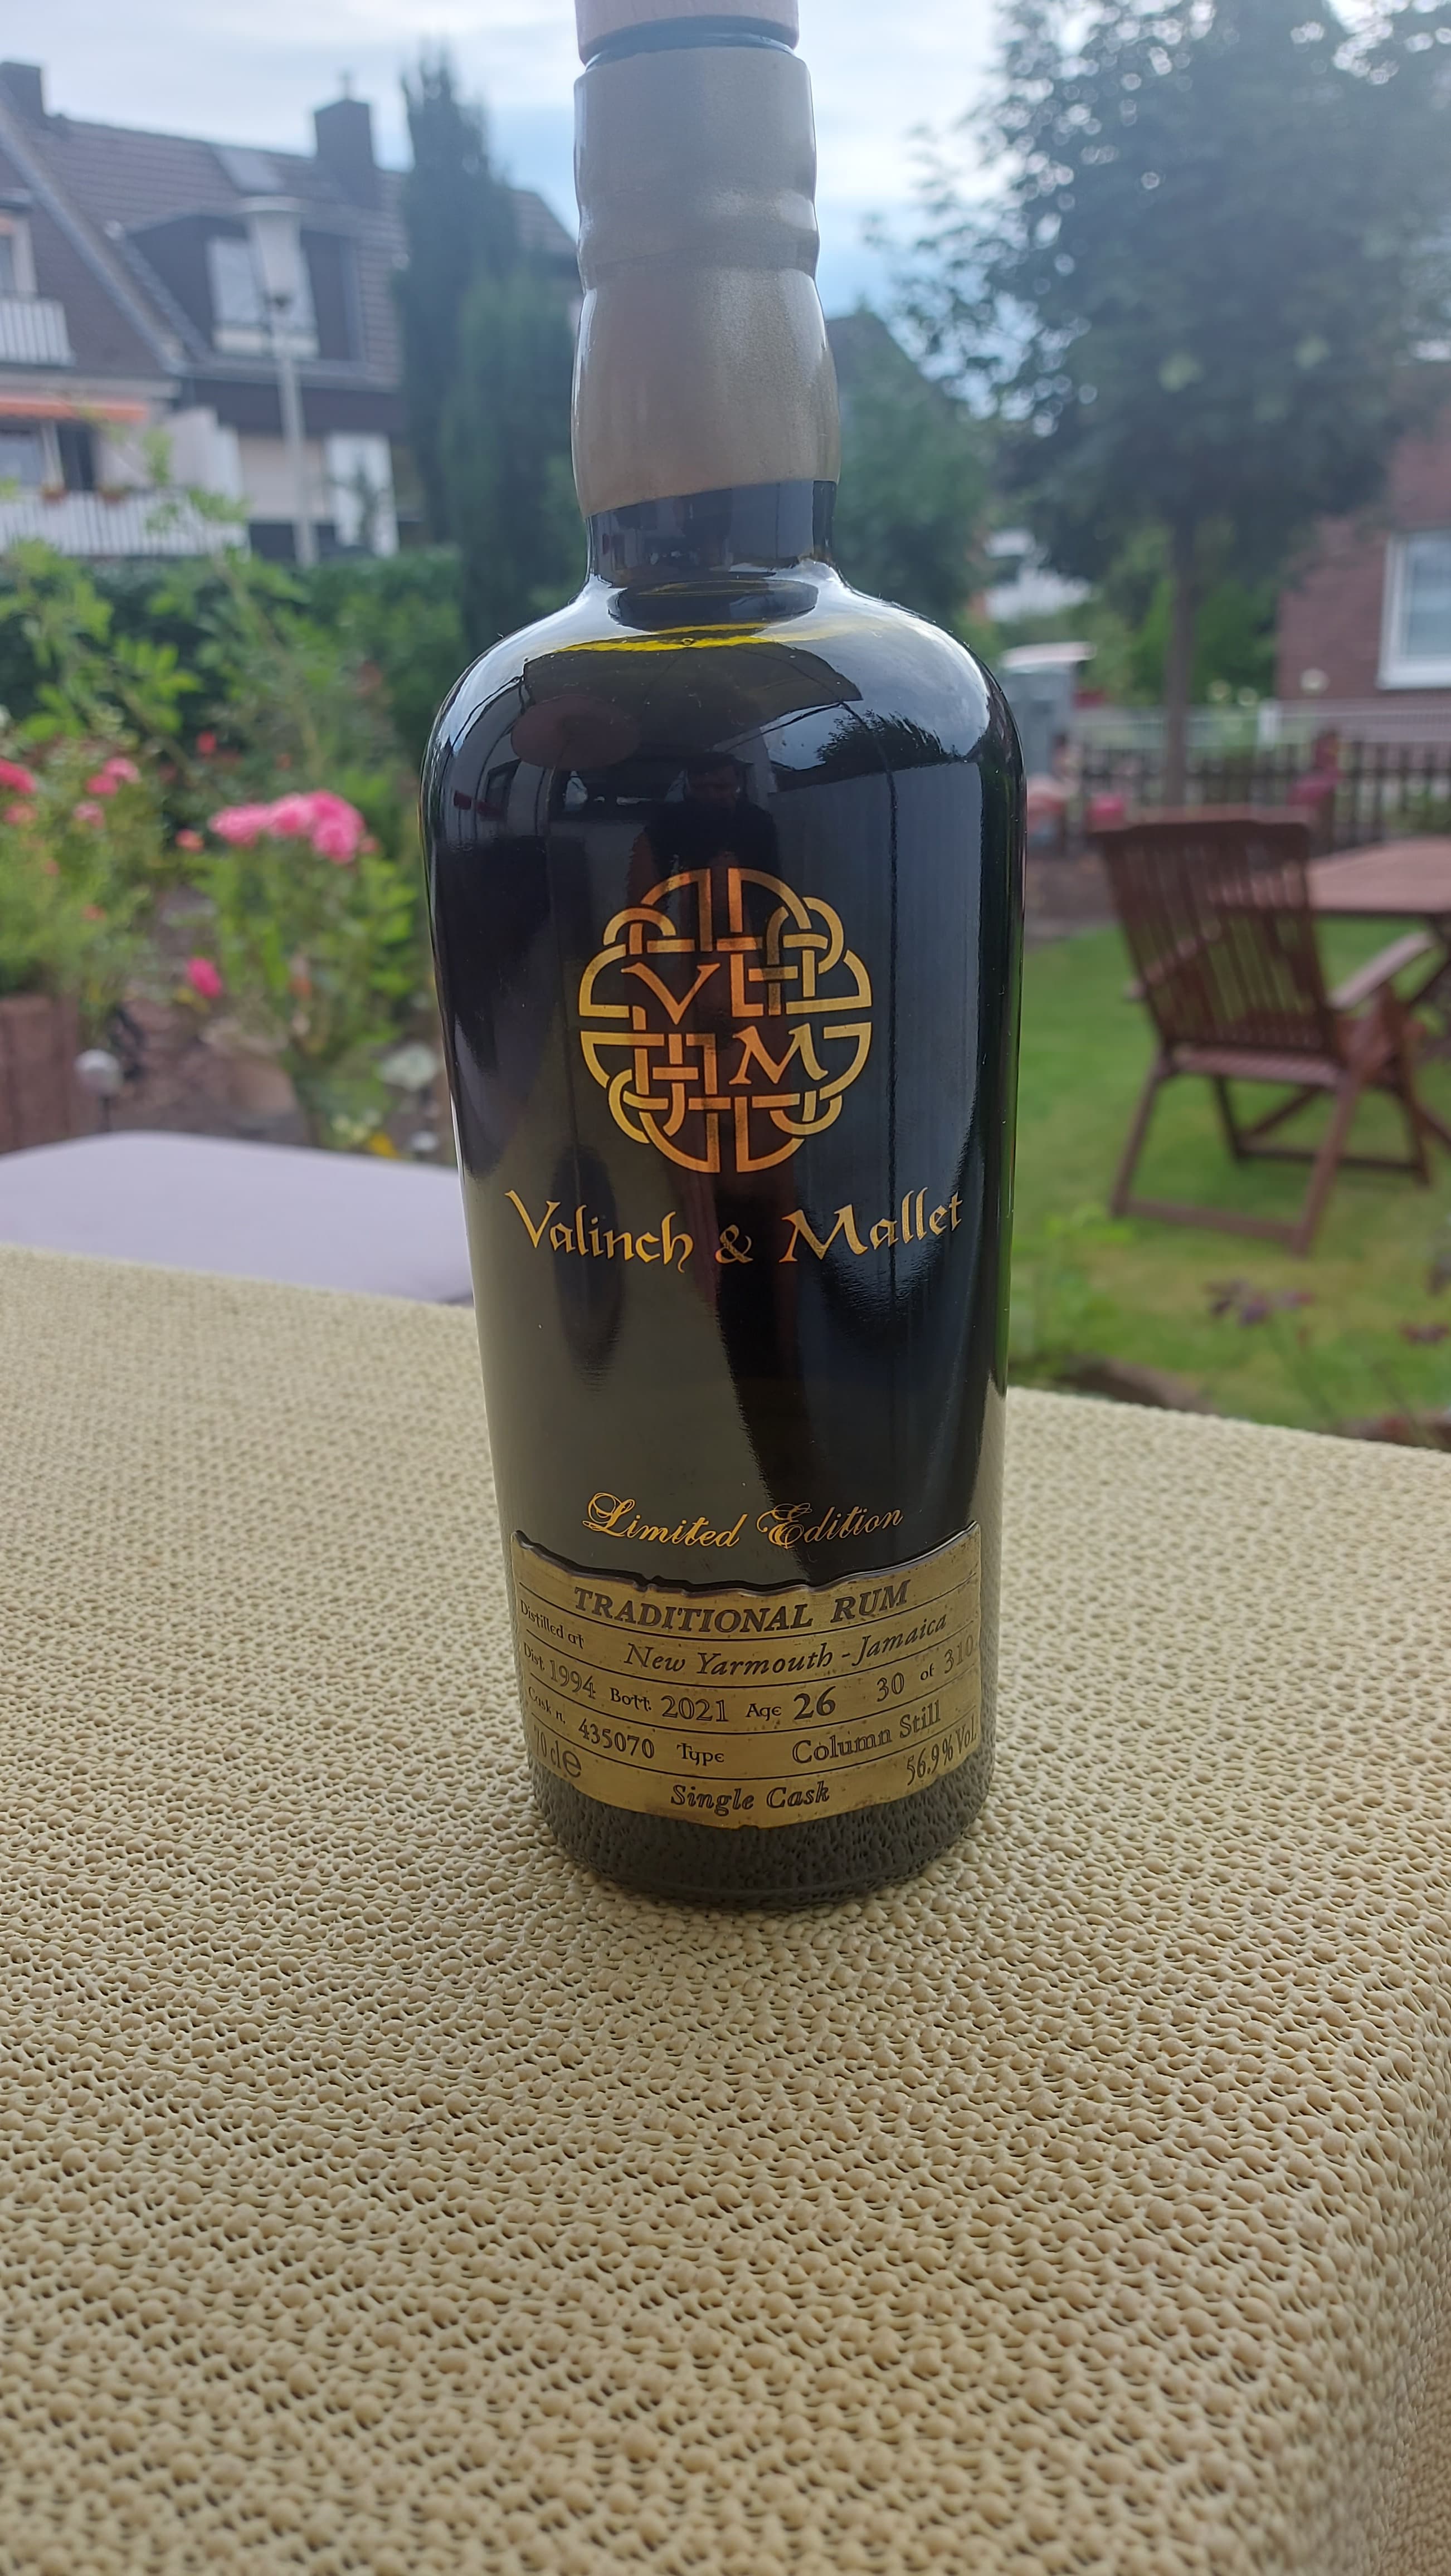 V
M
Valinch & Mallet
Limited Edition
TRADITIONAL RUM
Distilled at New Yarmouth - Jamaica
Dist 1994 Bott. 2021 Age 26 30 of 310
Cask n. 435070 Type Column Still
70 cl e 56.9% Vol.
Single Cask